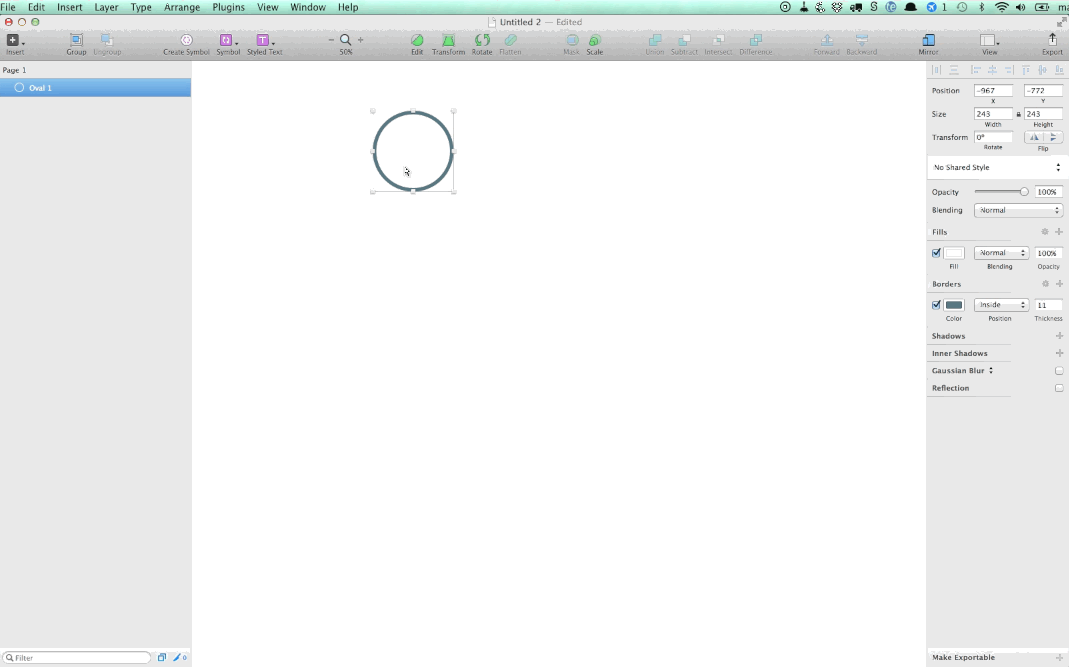 File Edit Insert Layer Type Arrange Plugins View Window Help 1
Untitled 2 — Edited
Insert Group Ungroup Create Symbol Symbol Styled Text 50% Edit Transform Rotate Flatten Mask Scale Union Subtract Intersect Difference Forward Backward Mirror View Export
Page 1
Oval 1
Position -967 -772
X Y
Size 243 243
Width Height
Transform 0°
Rotate Flip
No Shared Style
Opacity 100%
Blending Normal
Fills
Normal 100%
Fill Blending Opacity
Borders
Inside 11
Color Position Thickness
Shadows
Inner Shadows
Gaussian Blur
Reflection
Filter 0
Make Exportable